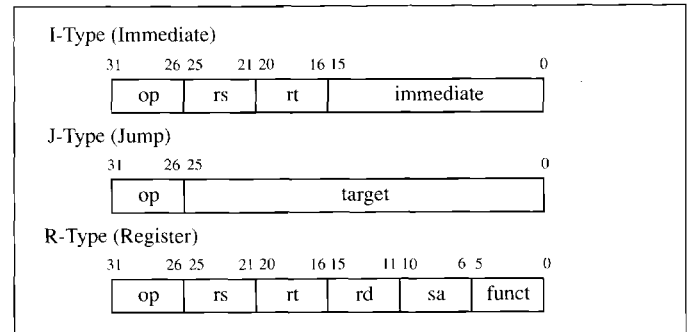 I-Type (Immediate)
31 26 25 21 20 16 15 0
op rs rt immediate
J-Type (Jump)
31 26 25 0
op target
R-Type (Register)
31 26 25 21 20 16 15 11 10 6 5 0
op rs rt rd sa funct